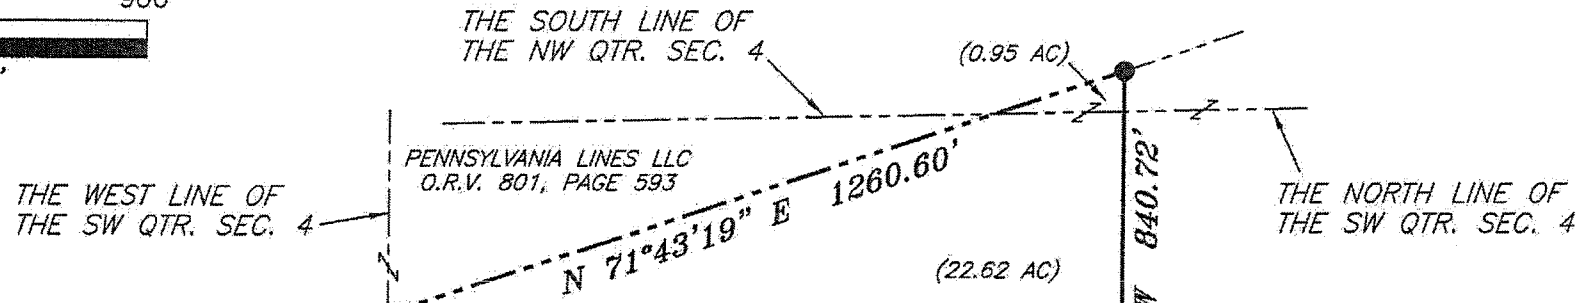 THE SOUTH LINE OF
THE NW QTR. SEC. 4
(0.95 AC)
PENNSYLVANIA LINES LLC
O.R.V. 801, PAGE 593
THE WEST LINE OF
THE SW QTR. SEC. 4
N 71°43'19" E 1260.60'
840.72'
THE NORTH LINE OF
THE SW QTR. SEC. 4
(22.62 AC)
W